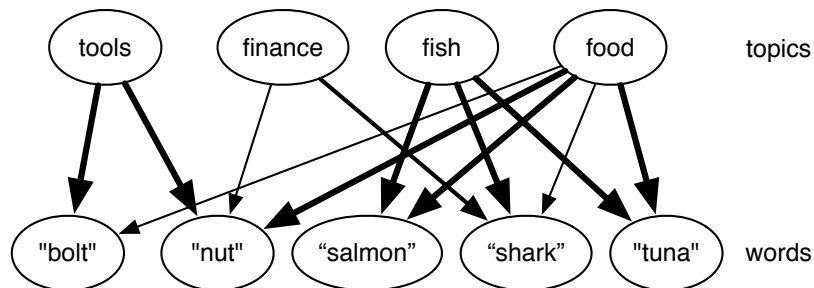 tools finance fish food topics
"bolt" "nut" “salmon” “shark” "tuna" words